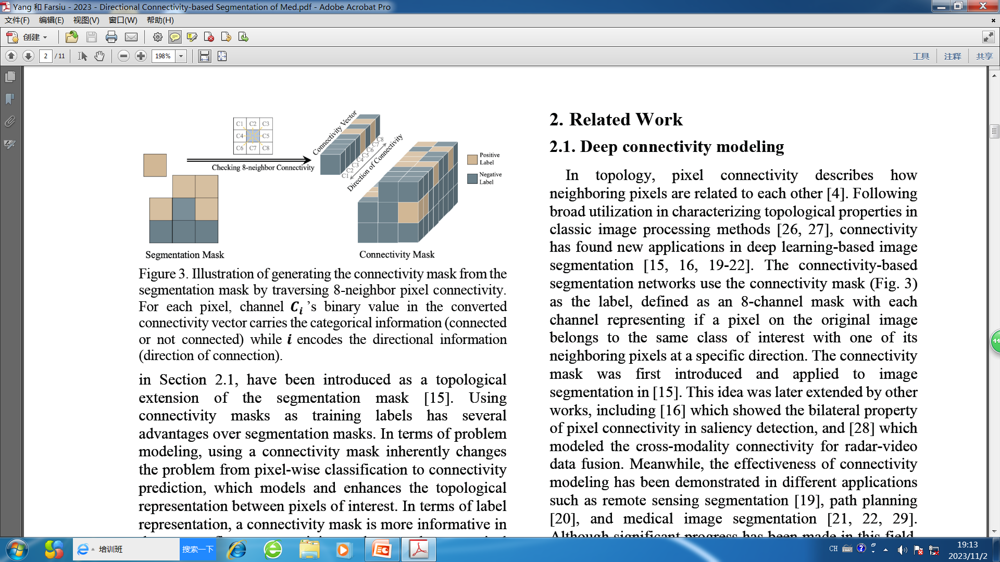 Yang 和 Farsiu - 2023 - Directional Connectivity-based Segmentation of Med.pdf - Adobe Acrobat Pro
文件(F) 编辑(E) 视图(V) 窗口(W) 帮助(H)
创建
2 / 11 198% 工具 注释 共享
C1 C2 C3
C4 C5
C6 C7 C8
Checking 8-neighbor Connectivity
Segmentation Mask
Connectivity Vector
C8
C7
C6
C5
C4
C3
C2
C1
Direction of Connectivity
Connectivity Mask
Positive
Label
Negative
Label
Figure 3. Illustration of generating the connectivity mask from the
segmentation mask by traversing 8-neighbor pixel connectivity.
For each pixel, channel Ci 's binary value in the converted
connectivity vector carries the categorical information (connected
or not connected) while i encodes the directional information
(direction of connection).
in Section 2.1, have been introduced as a topological
extension of the segmentation mask [15]. Using
connectivity masks as training labels has several
advantages over segmentation masks. In terms of problem
modeling, using a connectivity mask inherently changes
the problem from pixel-wise classification to connectivity
prediction, which models and enhances the topological
representation between pixels of interest. In terms of label
representation, a connectivity mask is more informative in
2. Related Work
2.1. Deep connectivity modeling
In topology, pixel connectivity describes how
neighboring pixels are related to each other [4]. Following
broad utilization in characterizing topological properties in
classic image processing methods [26, 27], connectivity
has found new applications in deep learning-based image
segmentation [15, 16, 19-22]. The connectivity-based
segmentation networks use the connectivity mask (Fig. 3)
as the label, defined as an 8-channel mask with each
channel representing if a pixel on the original image
belongs to the same class of interest with one of its
neighboring pixels at a specific direction. The connectivity
mask was first introduced and applied to image
segmentation in [15]. This idea was later extended by other
works, including [16] which showed the bilateral property
of pixel connectivity in saliency detection, and [28] which
modeled the cross-modality connectivity for radar-video
data fusion. Meanwhile, the effectiveness of connectivity
modeling has been demonstrated in different applications
such as remote sensing segmentation [19], path planning
[20], and medical image segmentation [21, 22, 29].
Although significant progress has been made in this field,
44
培训班 搜索一下
CH
19:13
2023/11/2